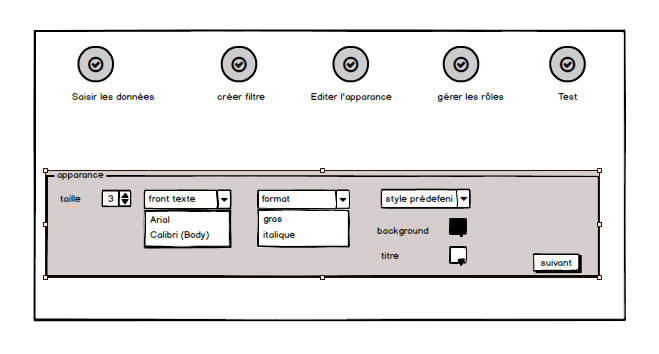 Saisir les données
créer filtre
Editer l'apparance
gérer les rôles
Test
apparance
taille
3
front texte
format
style prédefeni
Arial
Calibri (Body)
gras
italique
background
titre
suivant